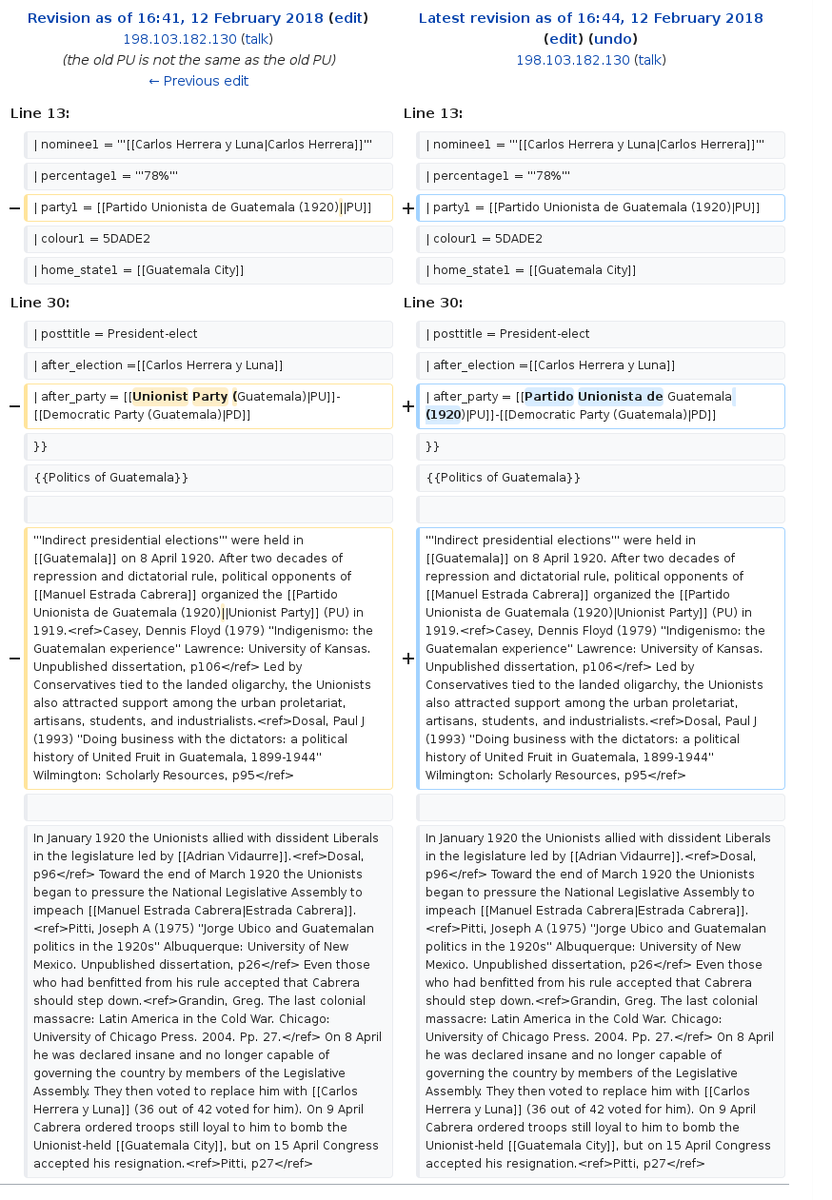 Revision as of 16:41, 12 February 2018 (edit)
198.103.182.130 (talk)
(the old PU is not the same as the old PU)
← Previous edit
Latest revision as of 16:44, 12 February 2018
(edit) (undo)
198.103.182.130 (talk)
Line 13:
Line 13:
| nominee1 = '''[[Carlos Herrera y Luna|Carlos Herrera]]'''
| nominee1 = '''[[Carlos Herrera y Luna|Carlos Herrera]]'''
| percentage1 = '''78%'''
| percentage1 = '''78%'''
− | party1 = [[Partido Unionista de Guatemala (1920)||PU]]
+ | party1 = [[Partido Unionista de Guatemala (1920)|PU]]
| colour1 = 5DADE2
| colour1 = 5DADE2
| home_state1 = [[Guatemala City]]
| home_state1 = [[Guatemala City]]
Line 30:
Line 30:
| posttitle = President-elect
| posttitle = President-elect
| after_election =[[Carlos Herrera y Luna]]
| after_election =[[Carlos Herrera y Luna]]
− | after_party = [[Unionist Party (Guatemala)|PU]]-
[[Democratic Party (Guatemala)|PD]]
+ | after_party = [[Partido Unionista de Guatemala
(1920)|PU]]-[[Democratic Party (Guatemala)|PD]]
}}
}}
{{Politics of Guatemala}}
{{Politics of Guatemala}}
− '''Indirect presidential elections''' were held in
[[Guatemala]] on 8 April 1920. After two decades of
repression and dictatorial rule, political opponents of
[[Manuel Estrada Cabrera]] organized the [[Partido
Unionista de Guatemala (1920)||Unionist Party]] (PU) in
1919.<ref>Casey, Dennis Floyd (1979) "Indigenismo: the
Guatemalan experience" Lawrence: University of Kansas.
Unpublished dissertation, p106</ref> Led by
Conservatives tied to the landed oligarchy, the Unionists
also attracted support among the urban proletariat,
artisans, students, and industrialists.<ref>Dosal, Paul J
(1993) "Doing business with the dictators: a political
history of United Fruit in Guatemala, 1899-1944"
Wilmington: Scholarly Resources, p95</ref>
+ '''Indirect presidential elections''' were held in
[[Guatemala]] on 8 April 1920. After two decades of
repression and dictatorial rule, political opponents of
[[Manuel Estrada Cabrera]] organized the [[Partido
Unionista de Guatemala (1920)|Unionist Party]] (PU) in
1919.<ref>Casey, Dennis Floyd (1979) "Indigenismo: the
Guatemalan experience" Lawrence: University of Kansas.
Unpublished dissertation, p106</ref> Led by
Conservatives tied to the landed oligarchy, the Unionists
also attracted support among the urban proletariat,
artisans, students, and industrialists.<ref>Dosal, Paul J
(1993) "Doing business with the dictators: a political
history of United Fruit in Guatemala, 1899-1944"
Wilmington: Scholarly Resources, p95</ref>
In January 1920 the Unionists allied with dissident Liberals
in the legislature led by [[Adrian Vidaurre]].<ref>Dosal,
p96</ref> Toward the end of March 1920 the Unionists
began to pressure the National Legislative Assembly to
impeach [[Manuel Estrada Cabrera|Estrada Cabrera]].
<ref>Pitti, Joseph A (1975) "Jorge Ubico and Guatemalan
politics in the 1920s" Albuquerque: University of New
Mexico. Unpublished dissertation, p26</ref> Even those
who had benfitted from his rule accepted that Cabrera
should step down.<ref>Grandin, Greg. The last colonial
massacre: Latin America in the Cold War. Chicago:
University of Chicago Press. 2004. Pp. 27.</ref> On 8 April
he was declared insane and no longer capable of
governing the country by members of the Legislative
Assembly. They then voted to replace him with [[Carlos
Herrera y Luna]] (36 out of 42 voted for him). On 9 April
Cabrera ordered troops still loyal to him to bomb the
Unionist-held [[Guatemala City]], but on 15 April Congress
accepted his resignation.<ref>Pitti, p27</ref>
In January 1920 the Unionists allied with dissident Liberals
in the legislature led by [[Adrian Vidaurre]].<ref>Dosal,
p96</ref> Toward the end of March 1920 the Unionists
began to pressure the National Legislative Assembly to
impeach [[Manuel Estrada Cabrera|Estrada Cabrera]].
<ref>Pitti, Joseph A (1975) "Jorge Ubico and Guatemalan
politics in the 1920s" Albuquerque: University of New
Mexico. Unpublished dissertation, p26</ref> Even those
who had benfitted from his rule accepted that Cabrera
should step down.<ref>Grandin, Greg. The last colonial
massacre: Latin America in the Cold War. Chicago:
University of Chicago Press. 2004. Pp. 27.</ref> On 8 April
he was declared insane and no longer capable of
governing the country by members of the Legislative
Assembly. They then voted to replace him with [[Carlos
Herrera y Luna]] (36 out of 42 voted for him). On 9 April
Cabrera ordered troops still loyal to him to bomb the
Unionist-held [[Guatemala City]], but on 15 April Congress
accepted his resignation.<ref>Pitti, p27</ref>